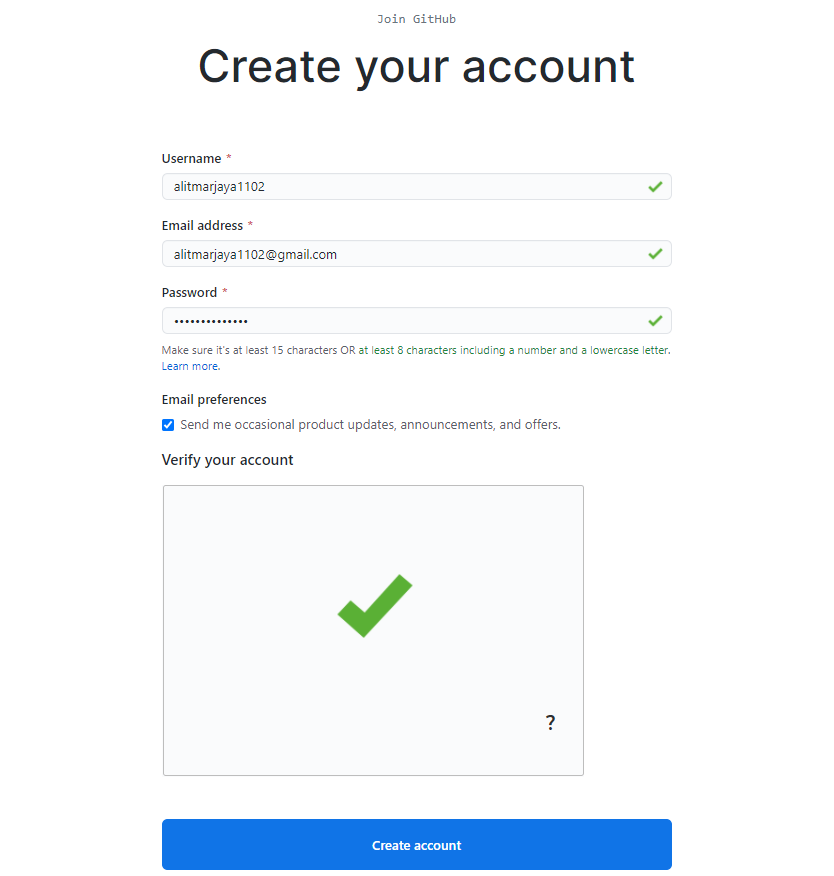 Join GitHub
Create your account
Username *
alitmarjaya1102
Email address *
alitmarjaya1102@gmail.com
Password *
••••••••••••••
Make sure it's at least 15 characters OR at least 8 characters including a number and a lowercase letter.
Learn more.
Email preferences
Send me occasional product updates, announcements, and offers.
Verify your account
?
Create account